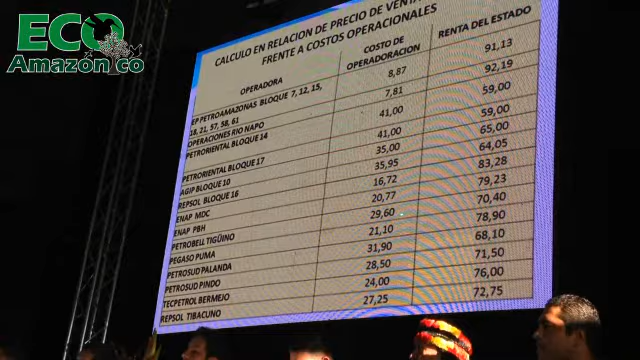 ECO
Amazon co
CALCULO EN RELACION DE PRECIO DE VENTA
FRENTE A COSTOS OPERACIONALES
OPERADORA COSTO DE OPERADORACION RENTA DEL ESTADO
EP PETROAMAZONAS BLOQUE 7, 12, 15, 18, 21, 57, 58, 61 8,87 91,13
OPERACIONES RIO NAPO 7,81 92,19
PETRORIENTAL BLOQUE 14 41,00 59,00
PETRORIENTAL BLOQUE 17 41,00 59,00
AGIP BLOQUE 10 35,00 65,00
REPSOL BLOQUE 16 35,95 64,05
ENAP MDC 16,72 83,28
ENAP PBH 20,77 79,23
PETROBELL TIGÜINO 29,60 70,40
PEGASO PUMA 21,10 78,90
PETROSUD PALANDA 31,90 68,10
PETROSUD PINDO 28,50 71,50
TECPETROL BERMEJO 24,00 76,00
REPSOL TIBACUNO 27,25 72,75